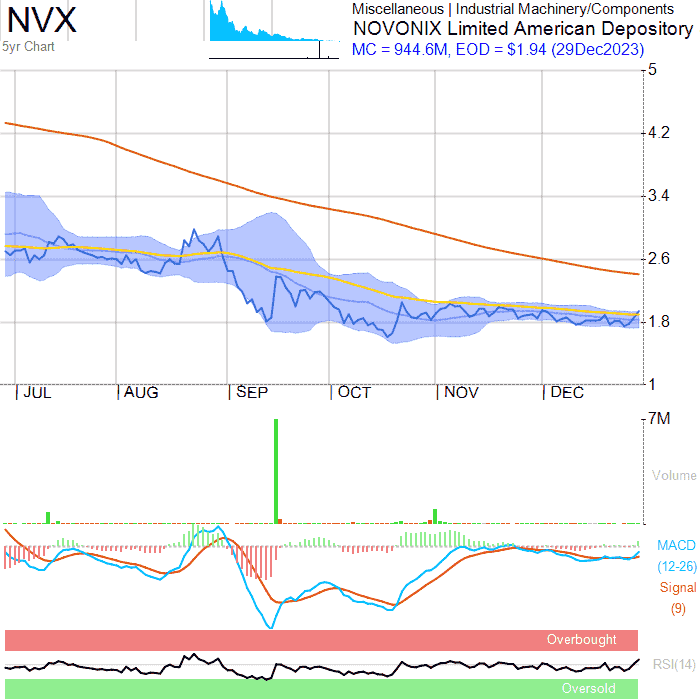 NVX
5yr Chart
Miscellaneous | Industrial Machinery/Components
NOVONIX Limited American Depository
MC = 944.6M, EOD = $1.94 (29Dec2023)
5
4.2
3.4
2.6
1.8
1
JUL AUG SEP OCT NOV DEC
7M
Volume
MACD
(12-26)
Signal
(9)
Overbought
RSI(14)
Oversold